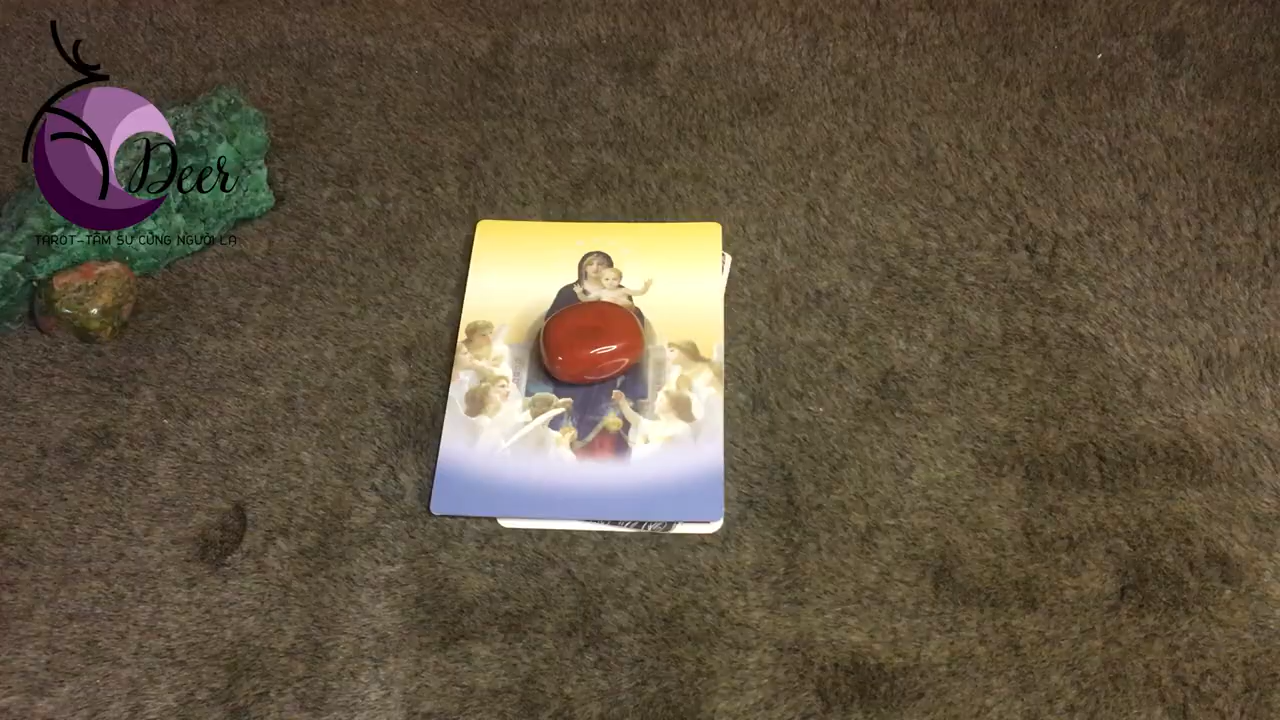 Deer
TAROT-TÂM SỰ CÙNG NGƯỜI LẠ